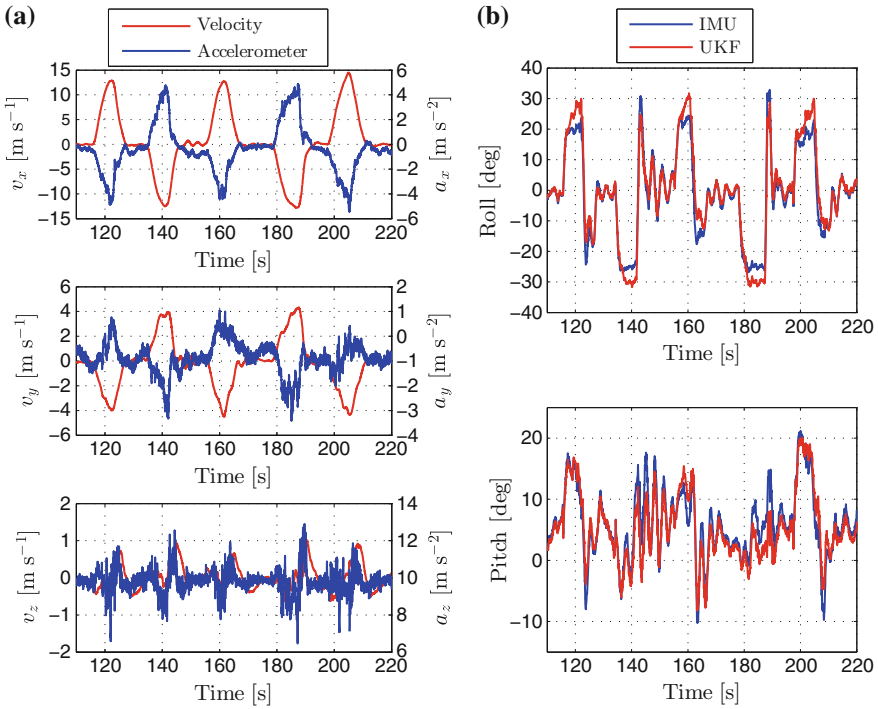 (a)
Velocity
Accelerometer
15
10
5
0
−5
−10
−15
v_x [m s⁻¹]
6
4
2
0
−2
−4
−6
a_x [m s⁻²]
120 140 160 180 200 220
Time [s]
6
4
2
0
−2
−4
−6
v_y [m s⁻¹]
2
1
0
−1
−2
−3
−4
a_y [m s⁻²]
120 140 160 180 200 220
Time [s]
2
1
0
−1
−2
v_z [m s⁻¹]
14
12
10
8
6
a_z [m s⁻²]
120 140 160 180 200 220
Time [s]
(b)
IMU
UKF
40
30
20
10
0
−10
−20
−30
−40
Roll [deg]
120 140 160 180 200 220
Time [s]
20
10
0
−10
Pitch [deg]
120 140 160 180 200 220
Time [s]